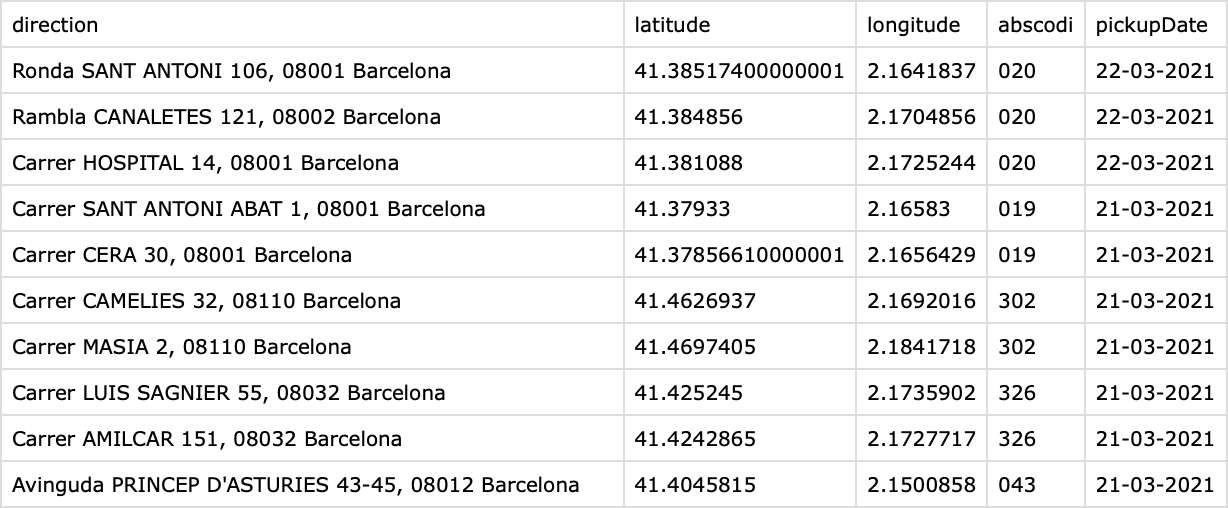 direction latitude longitude abscodi pickupDate
Ronda SANT ANTONI 106, 08001 Barcelona 41.38517400000001 2.1641837 020 22-03-2021
Rambla CANALETES 121, 08002 Barcelona 41.384856 2.1704856 020 22-03-2021
Carrer HOSPITAL 14, 08001 Barcelona 41.381088 2.1725244 020 22-03-2021
Carrer SANT ANTONI ABAT 1, 08001 Barcelona 41.37933 2.16583 019 21-03-2021
Carrer CERA 30, 08001 Barcelona 41.37856610000001 2.1656429 019 21-03-2021
Carrer CAMELIES 32, 08110 Barcelona 41.4626937 2.1692016 302 21-03-2021
Carrer MASIA 2, 08110 Barcelona 41.4697405 2.1841718 302 21-03-2021
Carrer LUIS SAGNIER 55, 08032 Barcelona 41.425245 2.1735902 326 21-03-2021
Carrer AMILCAR 151, 08032 Barcelona 41.4242865 2.1727717 326 21-03-2021
Avinguda PRINCEP D'ASTURIES 43-45, 08012 Barcelona 41.4045815 2.1500858 043 21-03-2021